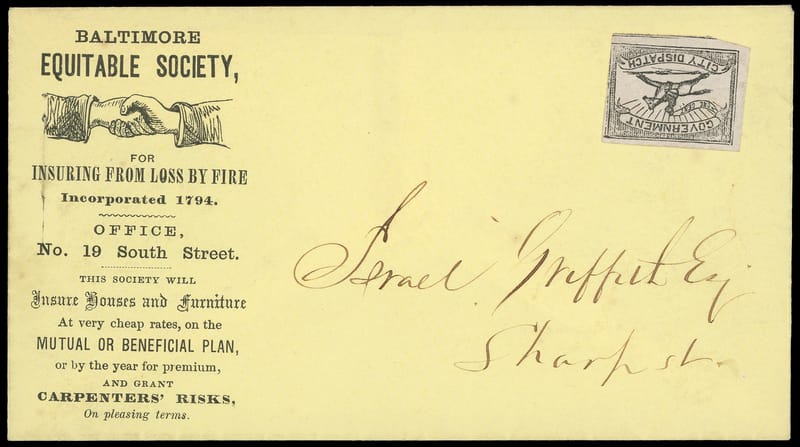 BALTIMORE
EQUITABLE SOCIETY,
FOR
INSURING FROM LOSS BY FIRE
Incorporated 1794.
OFFICE,
No. 19 South Street.
THIS SOCIETY WILL
Insure Houses and Furniture
At very cheap rates, on the
MUTUAL OR BENEFICIAL PLAN,
or by the year for premium,
AND GRANT
CARPENTERS' RISKS,
On pleasing terms.
GOVERNMENT
ONE CENT
CITY DISPATCH
Israel Griffith Esq
Sharp st.